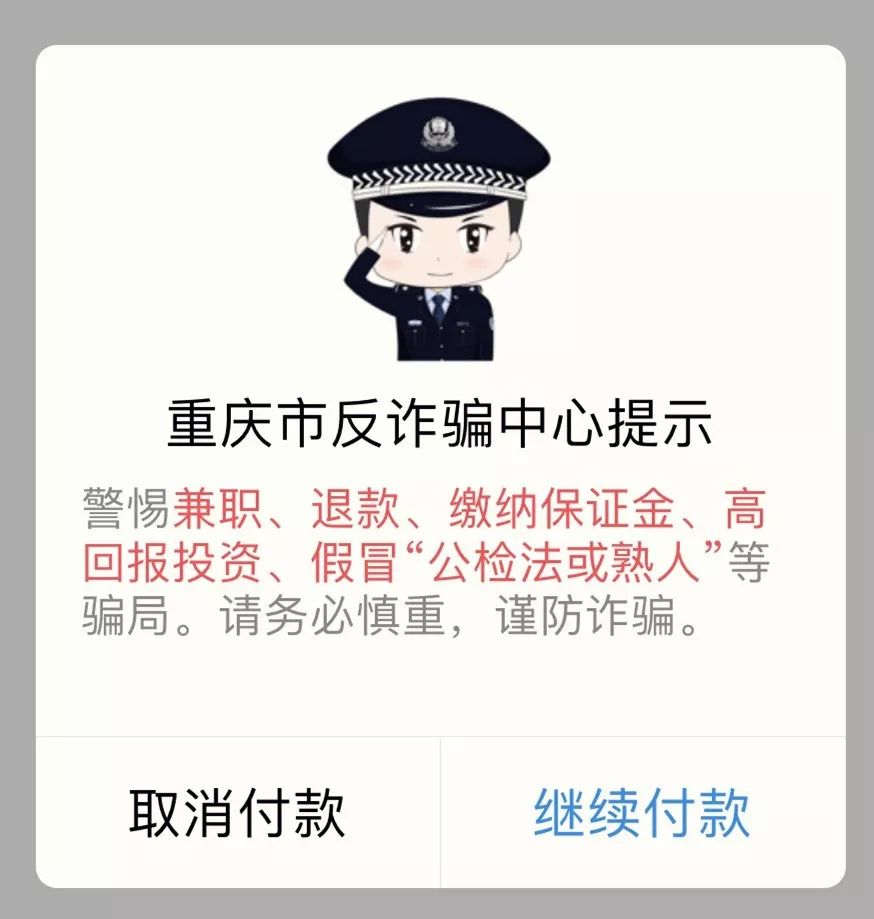 重庆市反诈骗中心提示
警惕兼职、退款、缴纳保证金、高
回报投资、假冒“公检法或熟人”等
骗局。请务必慎重，谨防诈骗。
取消付款
继续付款